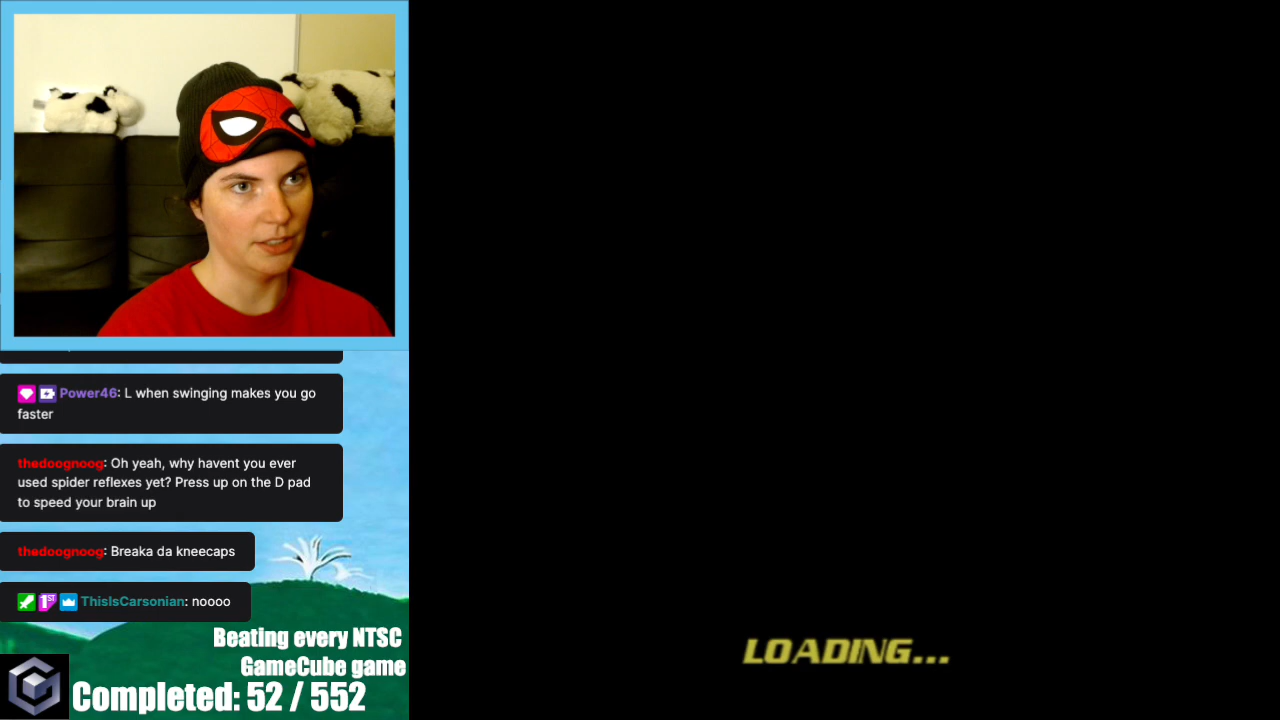 Power46: L when swinging makes you go
faster
thedoognoog: Oh yeah, why havent you ever
used spider reflexes yet? Press up on the D pad
to speed your brain up
thedoognoog: Breaka da kneecaps
1ST ThisIsCarsonian: noooo
Beating every NTSC
GameCube game
Completed: 52 / 552
LOADING...